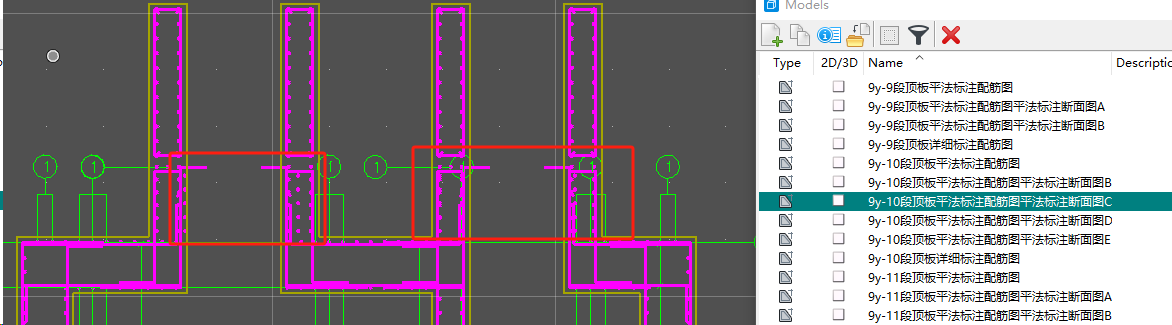 Models
Type 2D/3D Name Descriptic
9y-9段顶板平法标注配筋图
9y-9段顶板平法标注配筋图平法标注断面图A
9y-9段顶板平法标注配筋图平法标注断面图B
9y-9段顶板详细标注配筋图
9y-10段顶板平法标注配筋图
9y-10段顶板平法标注配筋图平法标注断面图B
9y-10段顶板平法标注配筋图平法标注断面图C
9y-10段顶板平法标注配筋图平法标注断面图D
9y-10段顶板平法标注配筋图平法标注断面图E
9y-10段顶板详细标注配筋图
9y-11段顶板平法标注配筋图
9y-11段顶板平法标注配筋图平法标注断面图A
9y-11段顶板平法标注配筋图平法标注断面图B
1 1 1 1 1 1 1